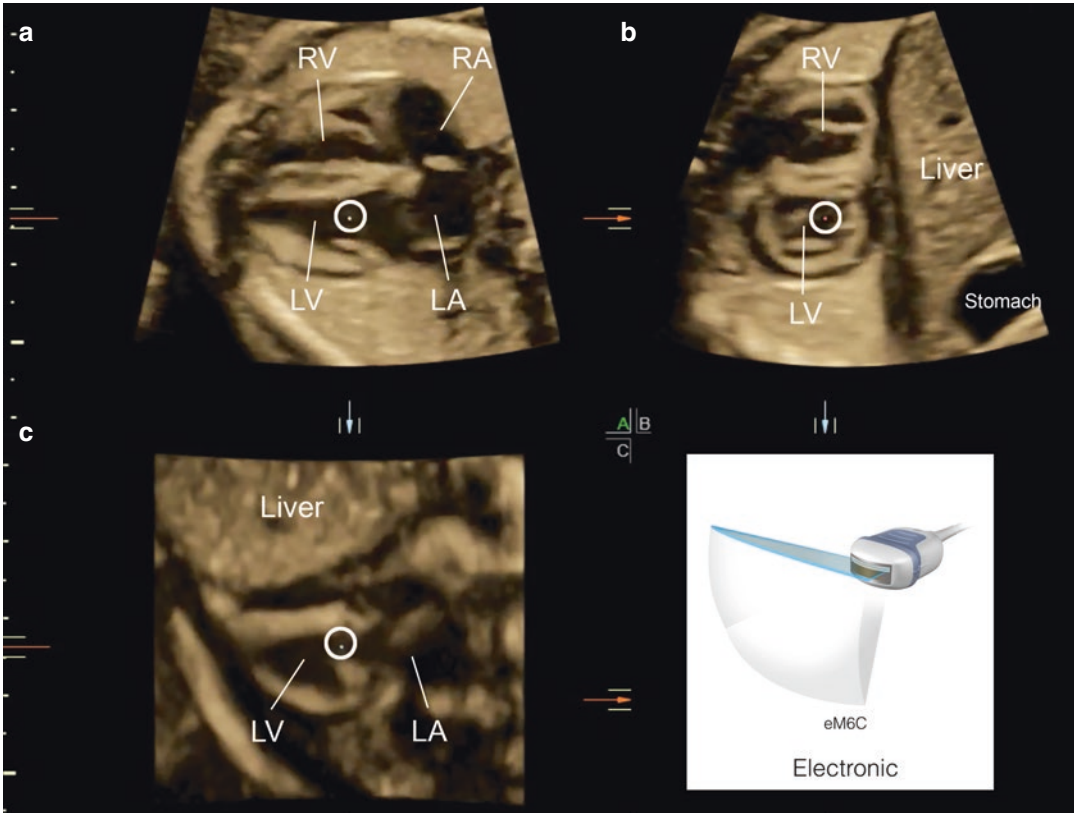 a
RV
RA
LV
LA
b
RV
Liver
Stomach
LV
c
Liver
LV
LA
A B
C
eM6C
Electronic